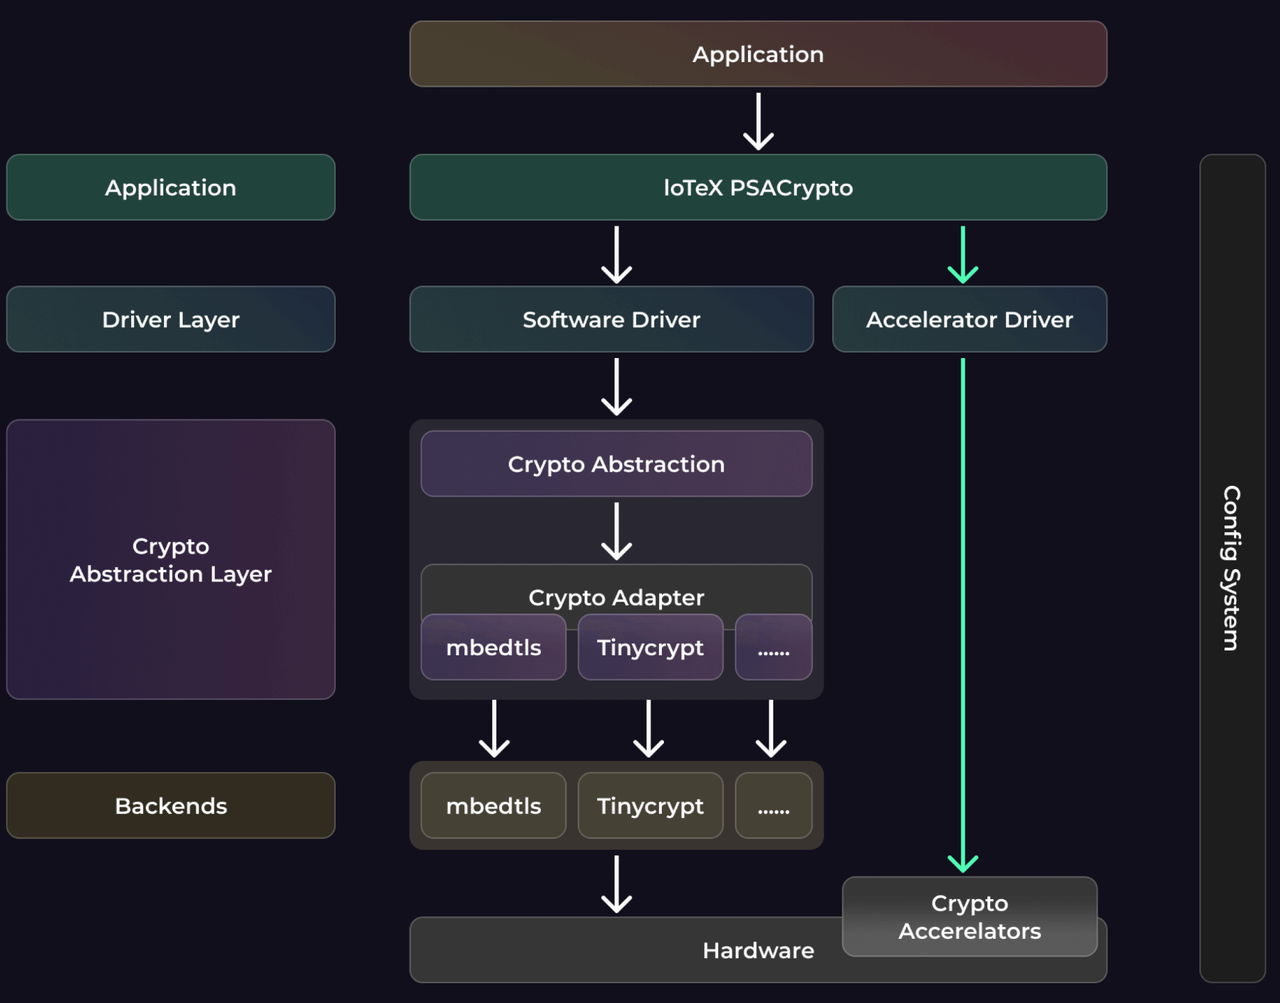 Application
Application
IoTeX PSACrypto
Driver Layer
Software Driver
Accelerator Driver
Crypto
Abstraction Layer
Crypto Abstraction
Crypto Adapter
mbedtls
Tinycrypt
......
Backends
mbedtls
Tinycrypt
......
Crypto
Accerelators
Hardware
Config System